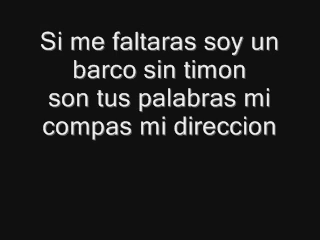 Si me faltaras soy un
barco sin timon
son tus palabras mi
compas mi direccion